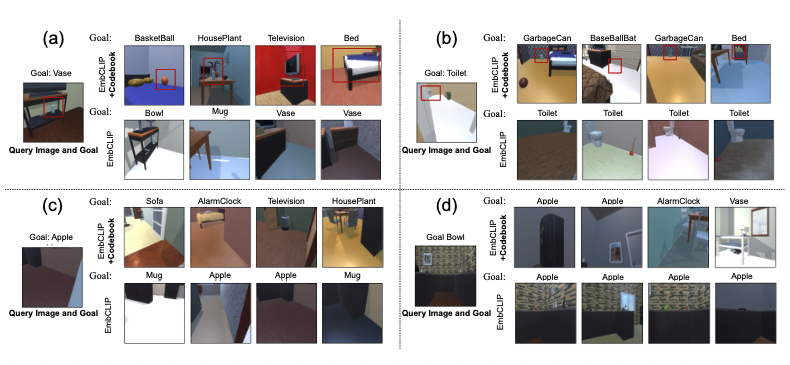 (a)
Goal:
BasketBall
HousePlant
Television
Bed
EmbCLIP
+Codebook
Goal: Vase
Goal:
Bowl
Mug
Vase
Vase
EmbCLIP
Query Image and Goal
(b)
Goal:
GarbageCan
BaseBallBat
GarbageCan
Bed
EmbCLIP
+Codebook
Goal: Toilet
Goal:
Toilet
Toilet
Toilet
Toilet
EmbCLIP
Query Image and Goal
(c)
Goal:
Sofa
AlarmClock
Television
HousePlant
EmbCLIP
+Codebook
Goal: Apple
Goal:
Mug
Apple
Apple
Mug
EmbCLIP
Query Image and Goal
(d)
Goal:
Apple
Apple
AlarmClock
Vase
EmbCLIP
+Codebook
Goal Bowl
Goal:
Apple
Apple
Apple
Apple
EmbCLIP
Query Image and Goal